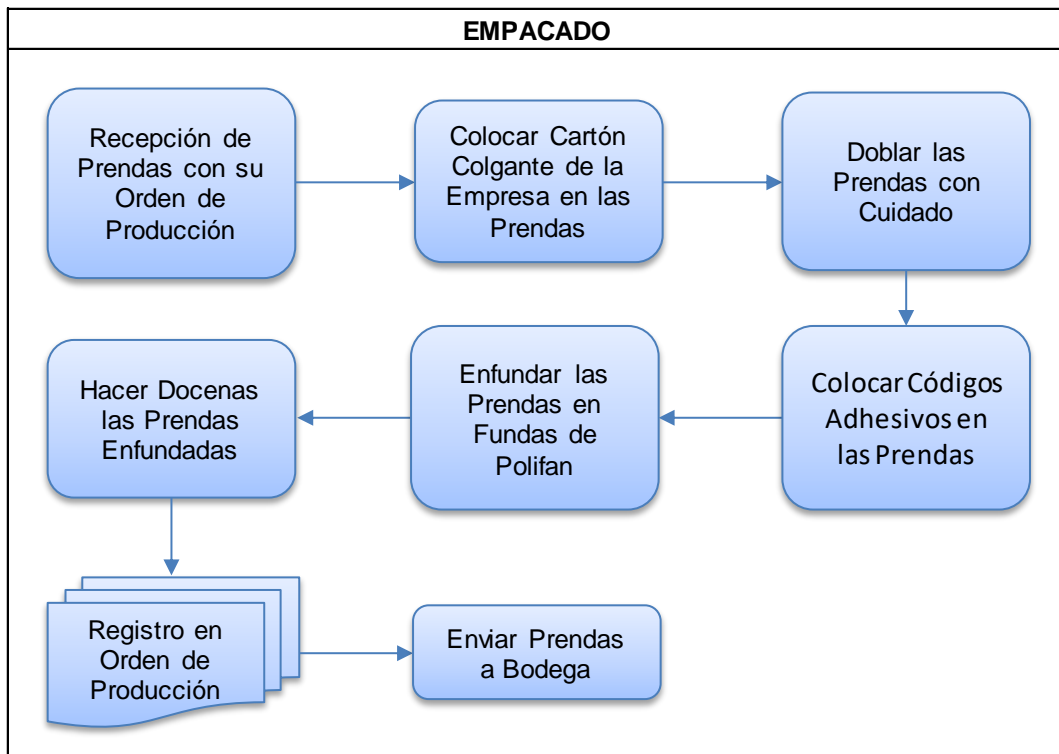 EMPACADO
Recepción de
Prendas con su
Orden de
Producción
Colocar Cartón
Colgante de la
Empresa en las
Prendas
Doblar las
Prendas con
Cuidado
Colocar Códigos
Adhesivos en
las Prendas
Enfundar las
Prendas en
Fundas de
Polifan
Hacer Docenas
las Prendas
Enfundadas
Registro en
Orden de
Producción
Enviar Prendas
a Bodega